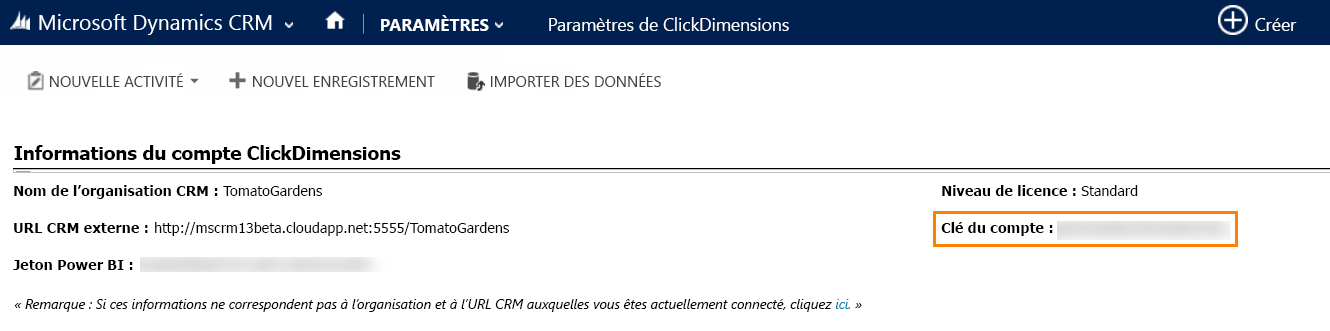 Microsoft Dynamics CRM PARAMÈTRES Paramètres de ClickDimensions Créer
NOUVELLE ACTIVITÉ NOUVEL ENREGISTREMENT IMPORTER DES DONNÉES
Informations du compte ClickDimensions
Nom de l’organisation CRM : TomatoGardens Niveau de licence : Standard
URL CRM externe : http://mscrm13beta.cloudapp.net:5555/TomatoGardens Clé du compte :
Jeton Power BI :
« Remarque : Si ces informations ne correspondent pas à l’organisation et à l’URL CRM auxquelles vous êtes actuellement connecté, cliquez ici. »